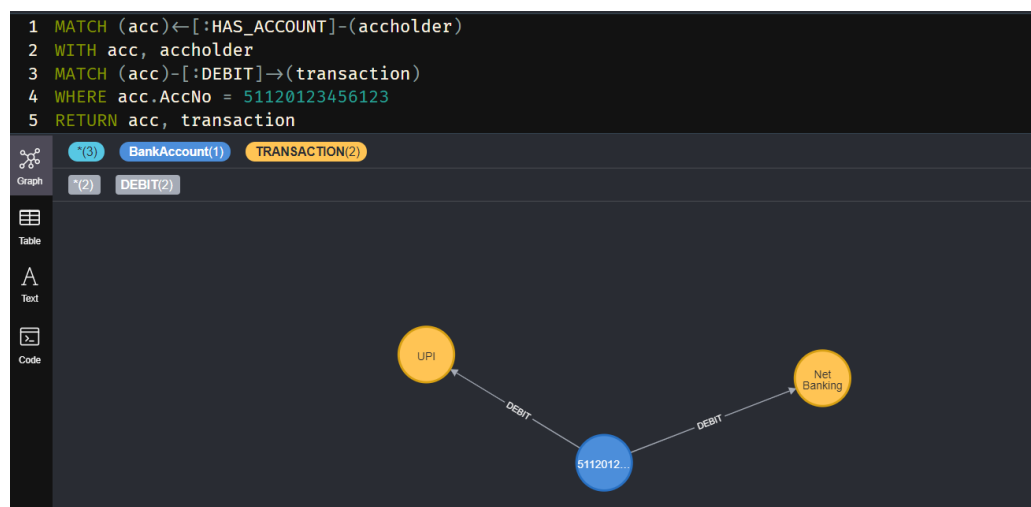 1 MATCH (acc)←[:HAS_ACCOUNT]-(accholder)
2 WITH acc, accholder
3 MATCH (acc)-[:DEBIT]→(transaction)
4 WHERE acc.AccNo = 51120123456123
5 RETURN acc, transaction
*(3) BankAccount(1) TRANSACTION(2)
Graph
*(2) DEBIT(2)
Table
A
Text
Code
UPI
Net
Banking
DEBIT
DEBIT
5112012...